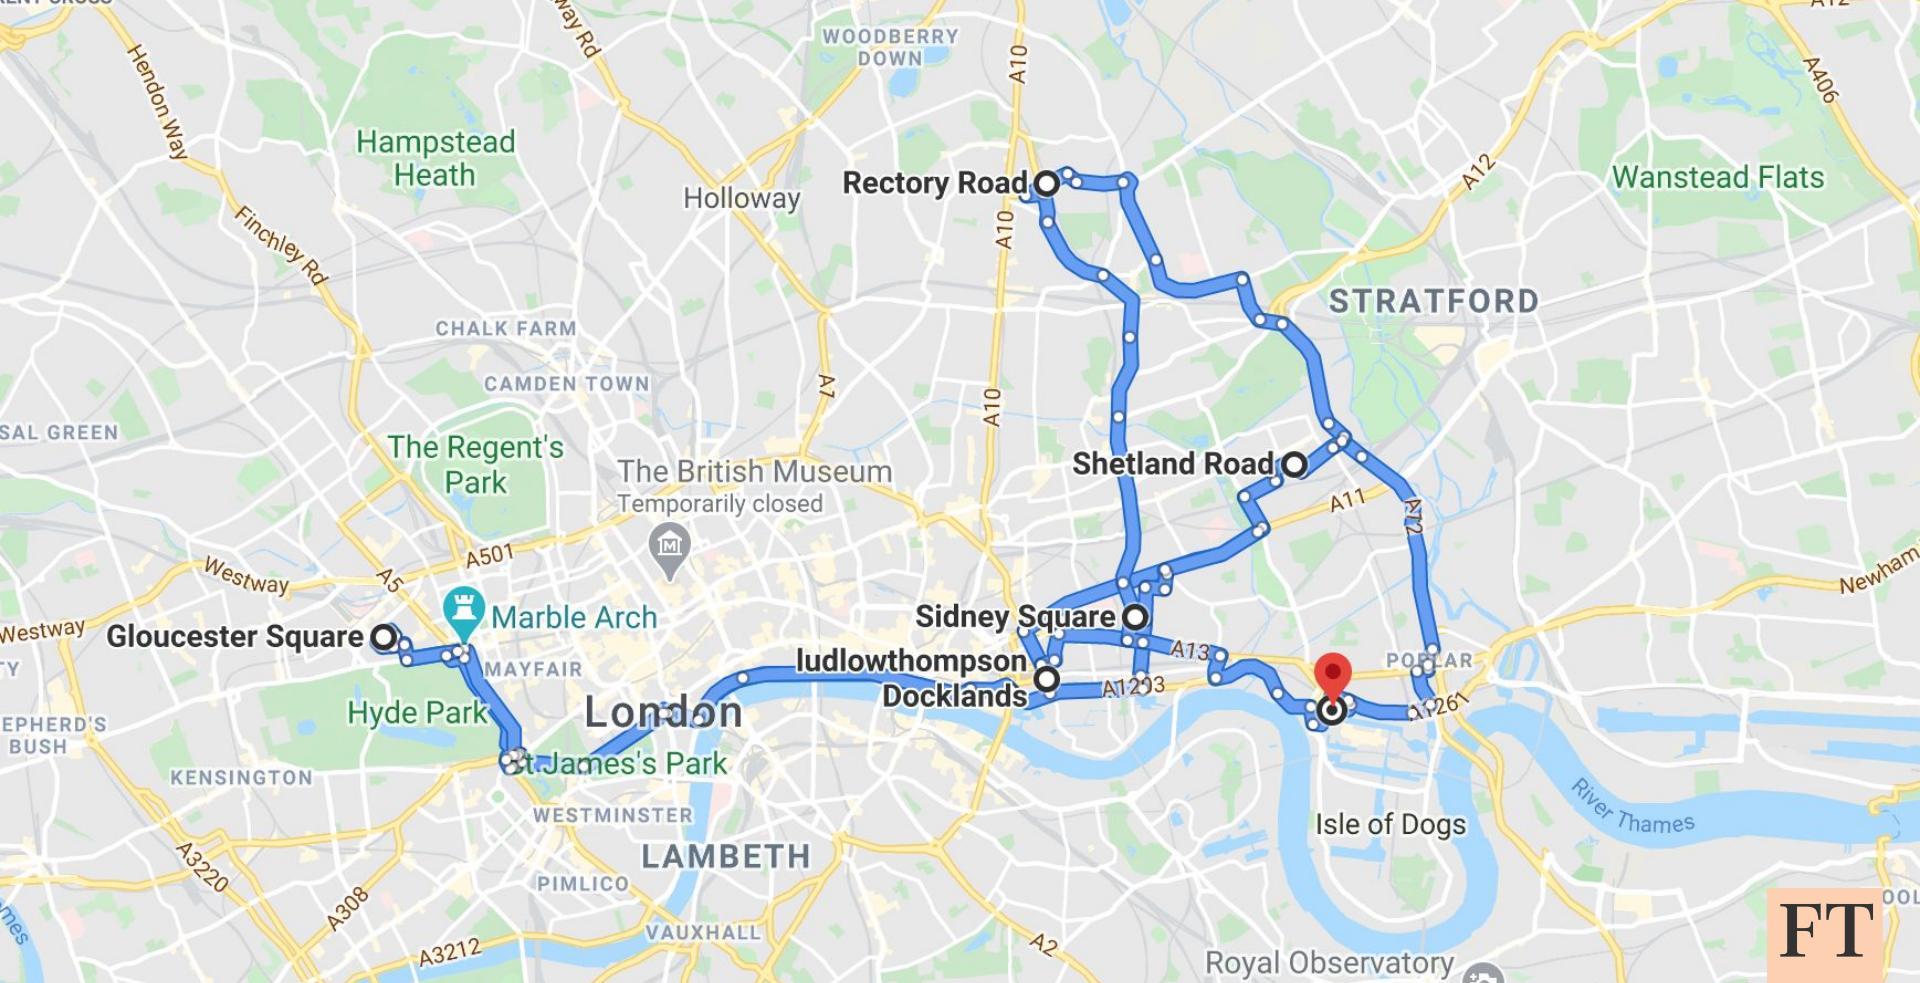 WOODBERRY
DOWN
A12
A10
A406
Hendon Way
Hampstead
Heath
Holloway
Rectory Road
A12
Wanstead Flats
A10
Finchley Rd
STRATFORD
CHALK FARM
CAMDEN TOWN
A10
The Regent's
Park
The British Museum
Temporarily closed
Shetland Road
A11
A12
A501
Westway
A5
Newham
Marble Arch
Westway
Gloucester Square
Sidney Square
MAYFAIR
A13
POPLAR
ludlowthompson
Docklands
A1203
A1261
Hyde Park
London
St James's Park
EPHERD'S
BUSH
KENSINGTON
WESTMINSTER
River Thames
Isle of Dogs
LAMBETH
A3220
PIMLICO
A308
VAUXHALL
A2
A3212
Royal Observatory
FT